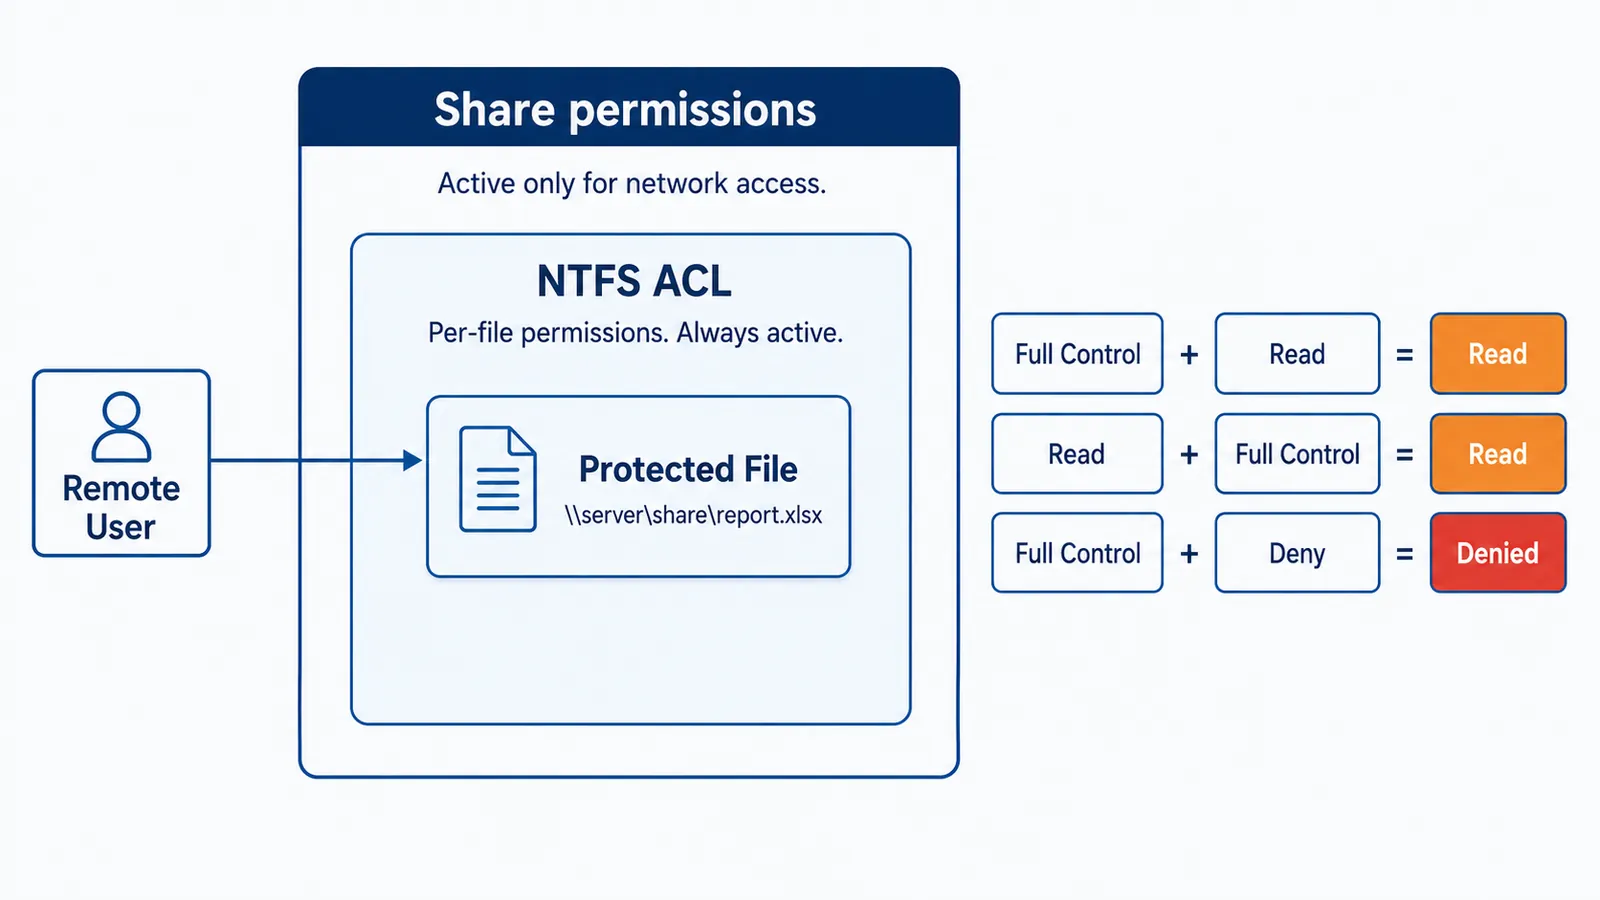 Share permissions
Active only for network access.
NTFS ACL
Per-file permissions. Always active.
Remote
User
Protected File
\\server\share\report.xlsx
Full Control + Read = Read
Read + Full Control = Read
Full Control + Deny = Denied